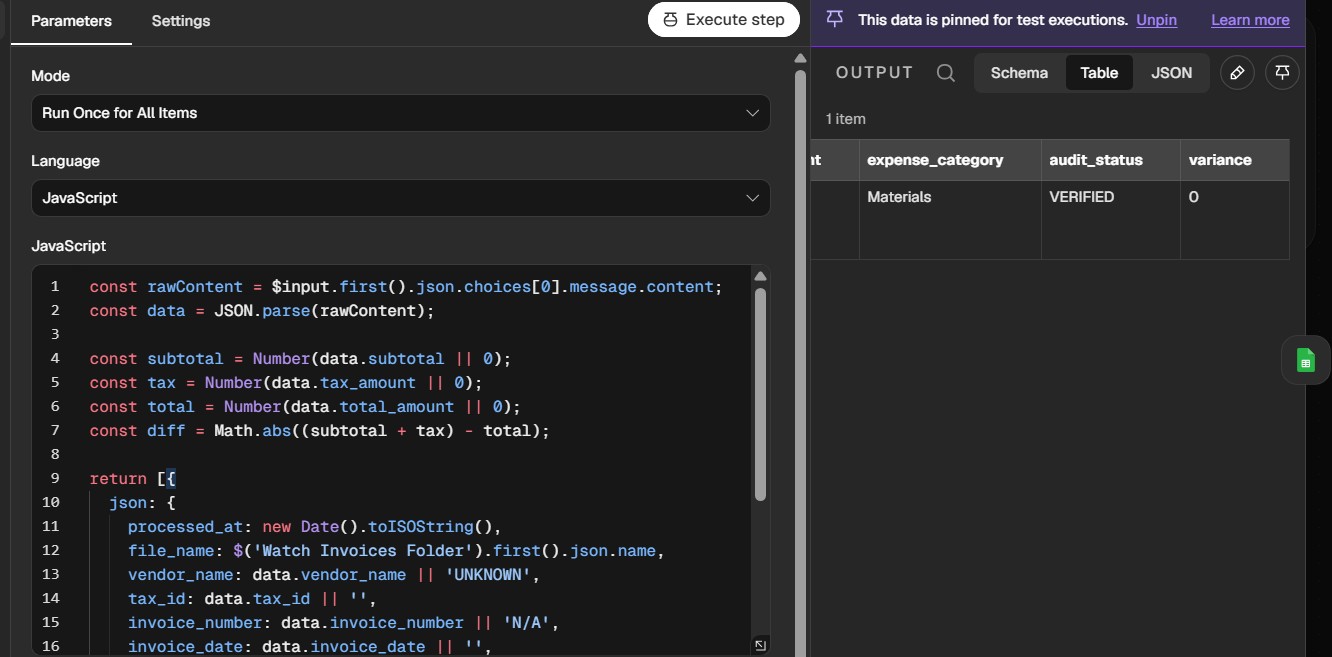 Parameters
Settings
Execute step
Mode
Run Once for All Items
Language
JavaScript
JavaScript
1 const rawContent = $input.first().json.choices[0].message.content;
2 const data = JSON.parse(rawContent);
3
4 const subtotal = Number(data.subtotal || 0);
5 const tax = Number(data.tax_amount || 0);
6 const total = Number(data.total_amount || 0);
7 const diff = Math.abs((subtotal + tax) - total);
8
9 return [{
10 json: {
11 processed_at: new Date().toISOString(),
12 file_name: $('Watch Invoices Folder').first().json.name,
13 vendor_name: data.vendor_name || 'UNKNOWN',
14 tax_id: data.tax_id || '',
15 invoice_number: data.invoice_number || 'N/A',
16 invoice_date: data.invoice_date || '',
This data is pinned for test executions. Unpin Learn more
OUTPUT Schema Table JSON
1 item
nt expense_category audit_status variance
Materials VERIFIED 0